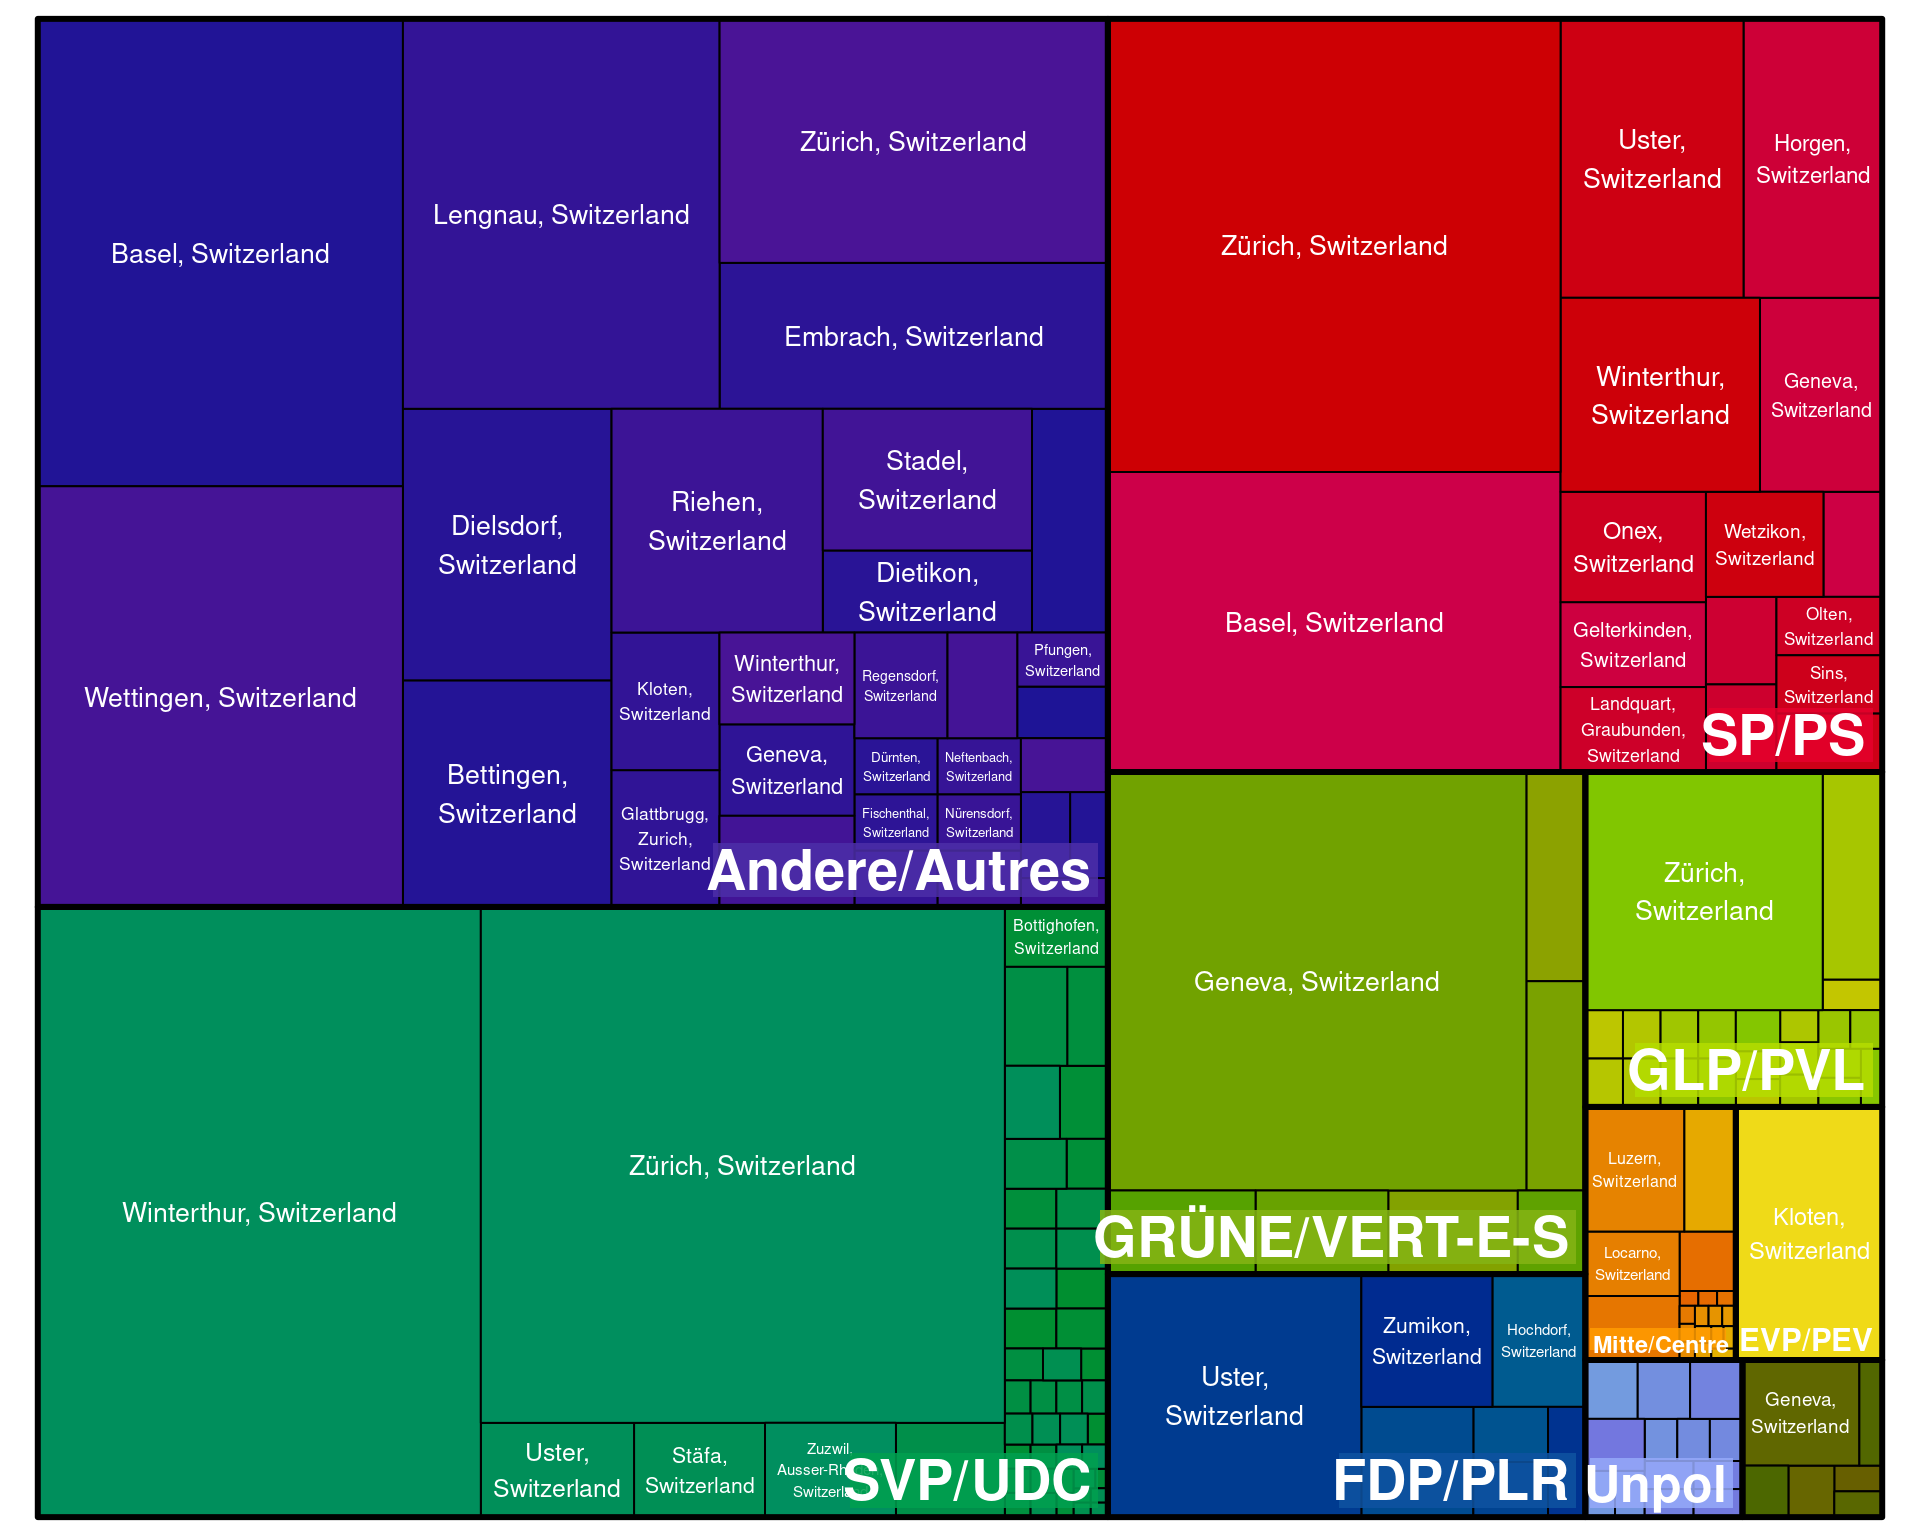 Basel, Switzerland
Wettingen, Switzerland
Lengnau, Switzerland
Zürich, Switzerland
Embrach, Switzerland
Dielsdorf,
Switzerland
Bettingen,
Switzerland
Riehen,
Switzerland
Stadel,
Switzerland
Dietikon,
Switzerland
Kloten,
Switzerland
Glattbrugg,
Zurich,
Switzerland
Winterthur,
Switzerland
Geneva,
Switzerland
Regensdorf,
Switzerland
Pfungen,
Switzerland
Dürnten,
Switzerland
Neftenbach,
Switzerland
Fischenthal,
Switzerland
Nürensdorf,
Switzerland
Andere/Autres
Winterthur, Switzerland
Zürich, Switzerland
Bottighofen,
Switzerland
Uster,
Switzerland
Stäfa,
Switzerland
Zuzwil,
Switzerland
SVP/UDC
Zürich, Switzerland
Basel, Switzerland
Uster,
Switzerland
Horgen,
Switzerland
Winterthur,
Switzerland
Geneva,
Switzerland
Onex,
Switzerland
Wetzikon,
Switzerland
Gelterkinden,
Switzerland
Olten,
Switzerland
Sins,
Switzerland
Landquart,
Graubunden,
Switzerland
SP/PS
Geneva, Switzerland
GRÜNE/VERT-E-S
Zürich,
Switzerland
GLP/PVL
Uster,
Switzerland
Zumikon,
Switzerland
Hochdorf,
Switzerland
FDP/PLR
Luzern,
Switzerland
Locarno,
Switzerland
Mitte/Centre
Kloten,
Switzerland
EVP/PEV
Unpol
Geneva,
Switzerland